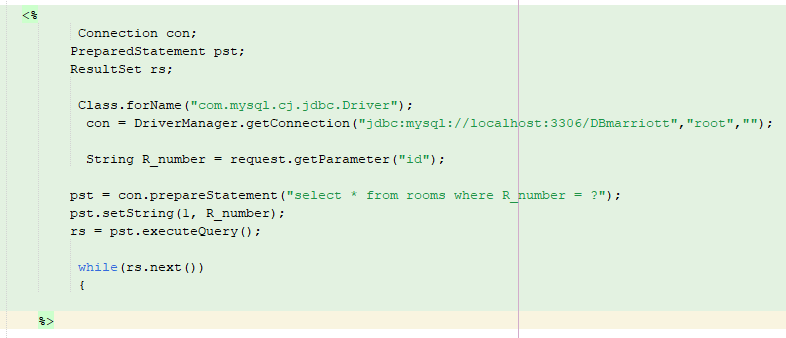 <%
Connection con;
PreparedStatement pst;
ResultSet rs;
Class.forName("com.mysql.cj.jdbc.Driver");
con = DriverManager.getConnection("jdbc:mysql://localhost:3306/DBmarriott","root","");
String R_number = request.getParameter("id");
pst = con.prepareStatement("select * from rooms where R_number = ?");
pst.setString(1, R_number);
rs = pst.executeQuery();
while(rs.next())
{
%>